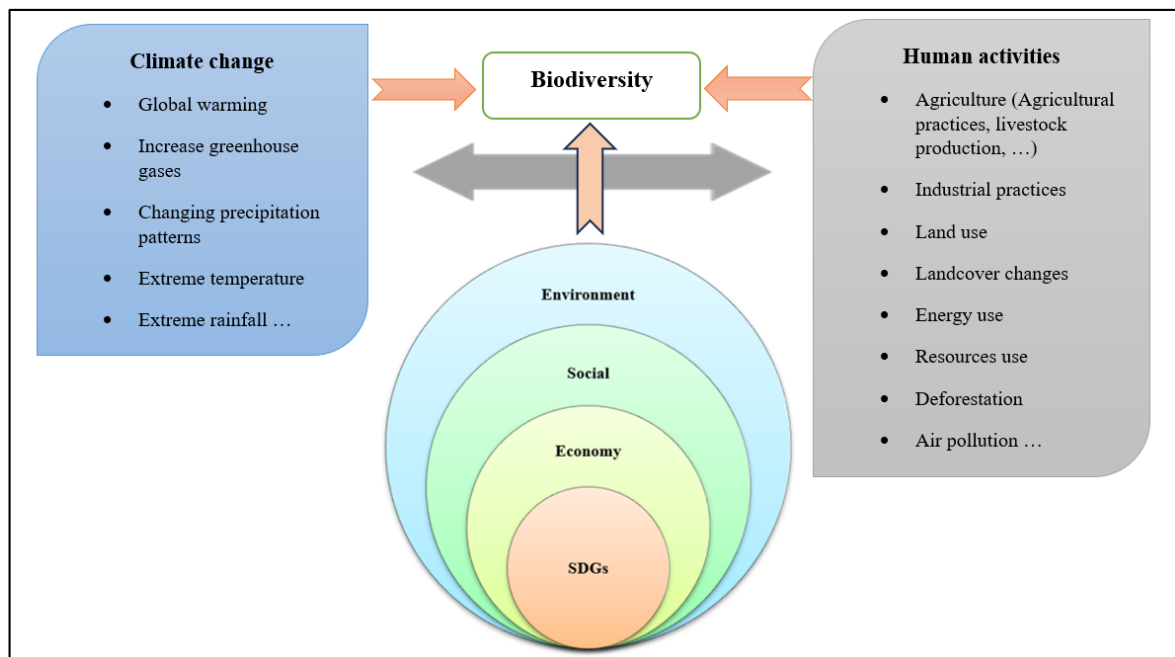 Climate change
• Global warming
• Increase greenhouse
gases
• Changing precipitation
patterns
• Extreme temperature
• Extreme rainfall …
Biodiversity
Human activities
• Agriculture (Agricultural
practices, livestock
production, …)
• Industrial practices
• Land use
• Landcover changes
• Energy use
• Resources use
• Deforestation
• Air pollution …
Environment
Social
Economy
SDGs